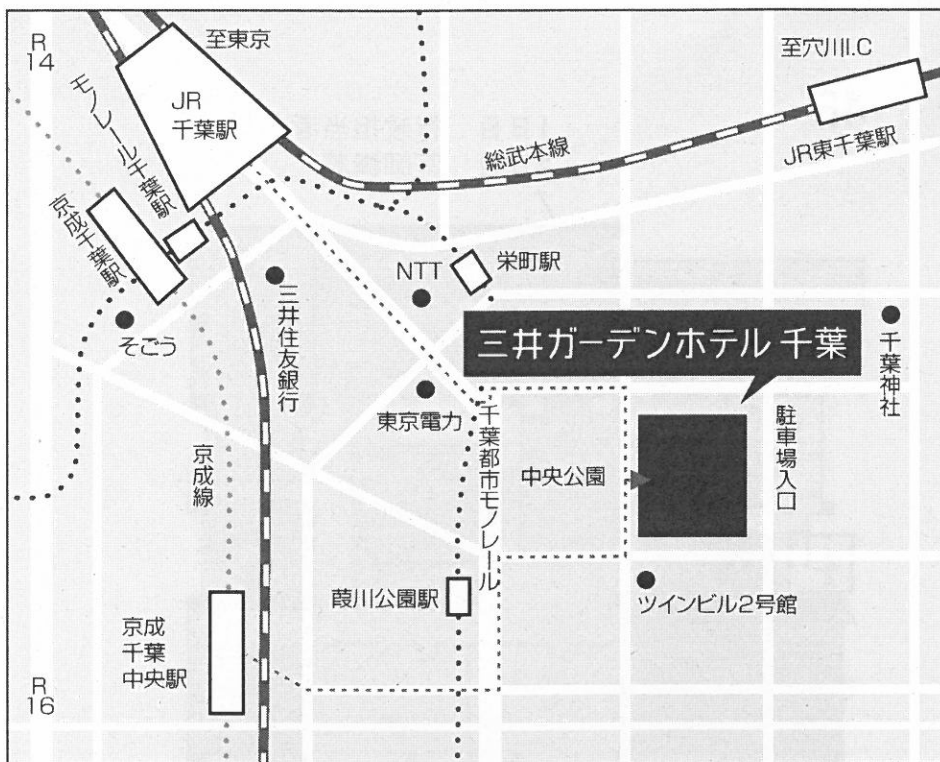 R
14
至東京
至穴川I.C
JR
千葉駅
モノレール千葉駅
総武本線
JR東千葉駅
京成千葉駅
栄町駅
NTT
三井住友銀行
そごう
三井ガーデンホテル 千葉
千葉神社
東京電力
千葉都市モノレール
中央公園
駐車場入口
京成線
葭川公園駅
ツインビル2号館
京成
千葉
中央駅
R
16